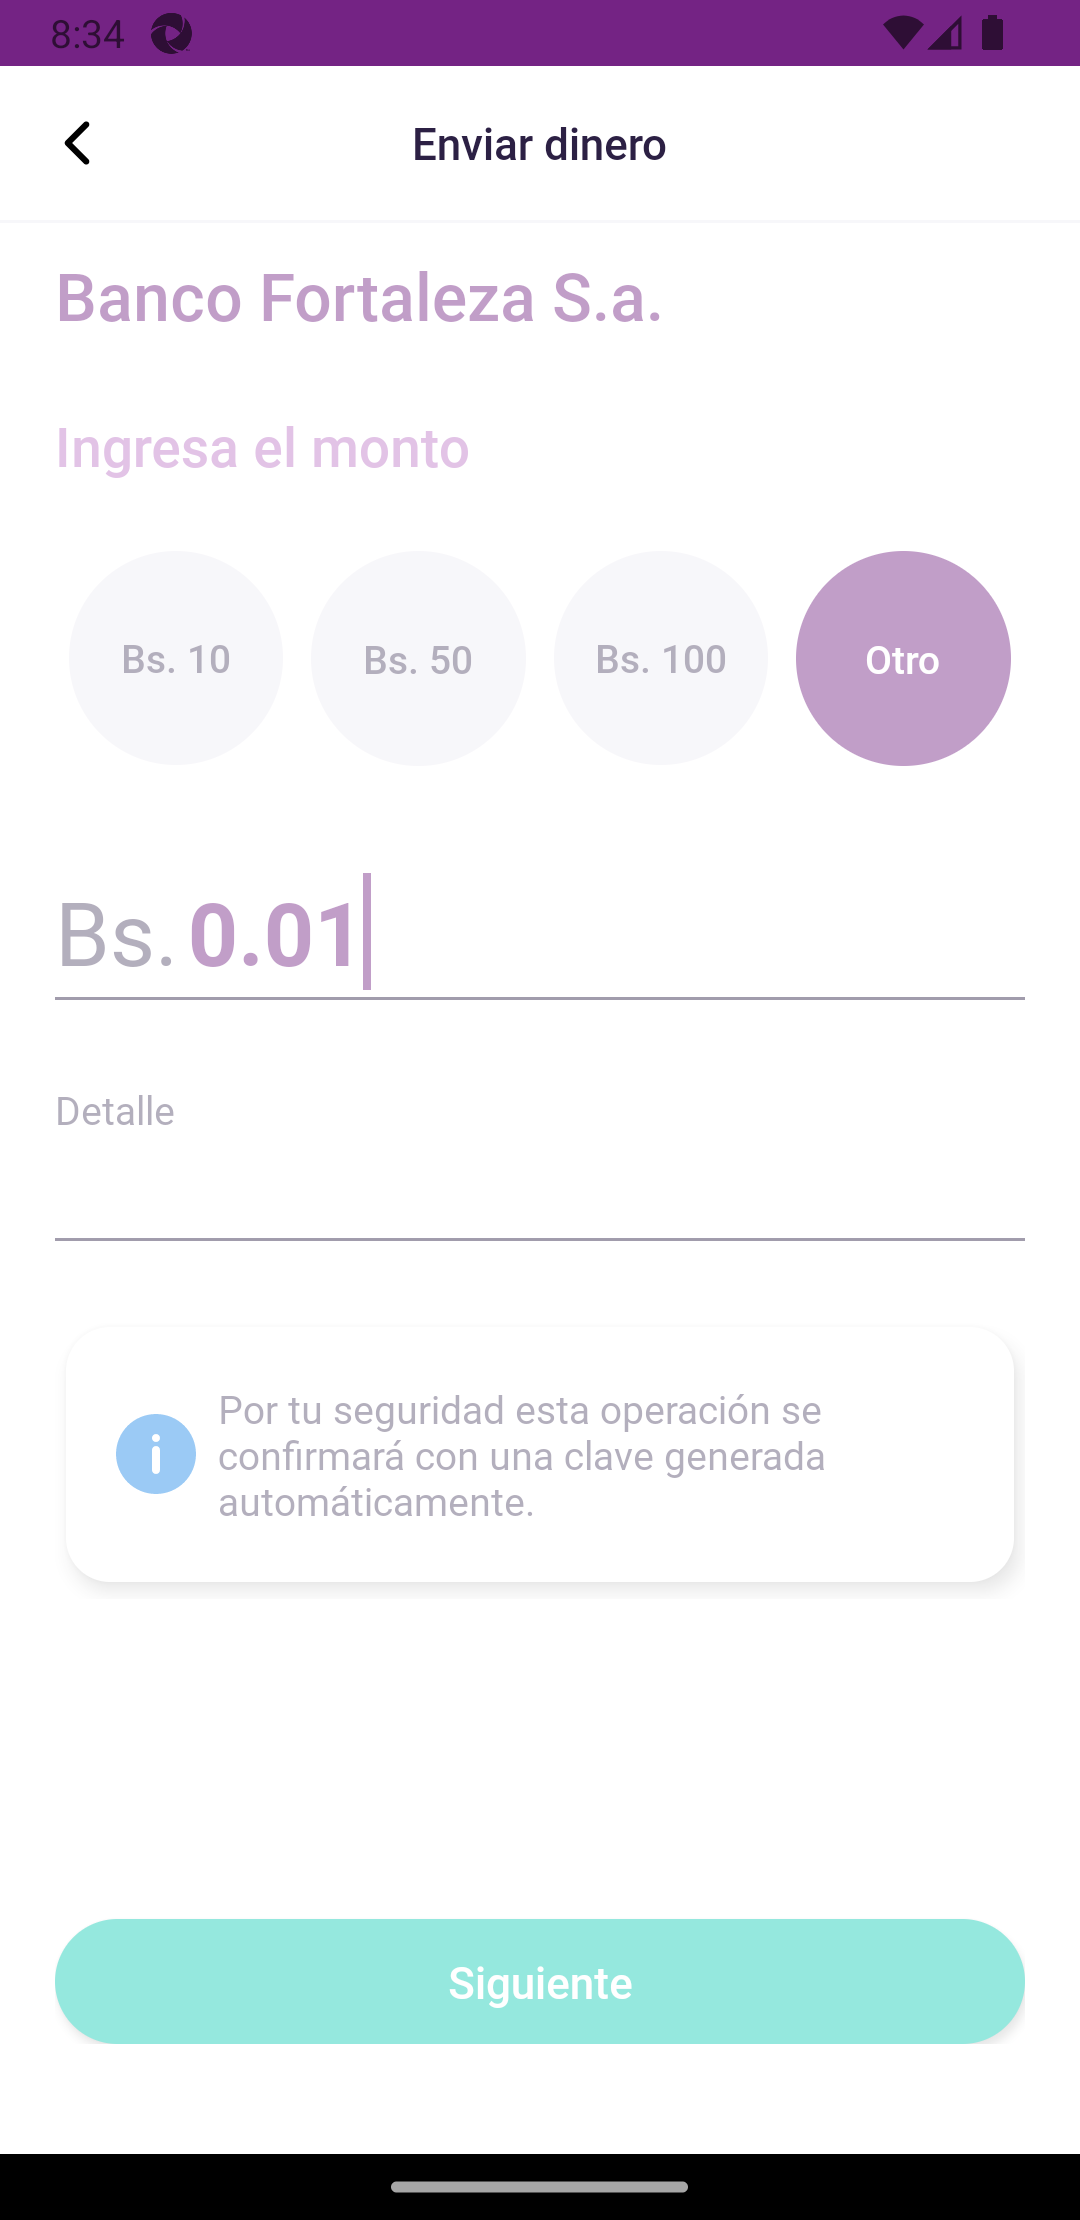 8:34
Enviar dinero
Banco Fortaleza S.a.
Ingresa el monto
Bs. 10
Bs. 50
Bs. 100
Otro
Bs. 0.01
Detalle
Por tu seguridad esta operación se
confirmará con una clave generada
automáticamente.
Siguiente